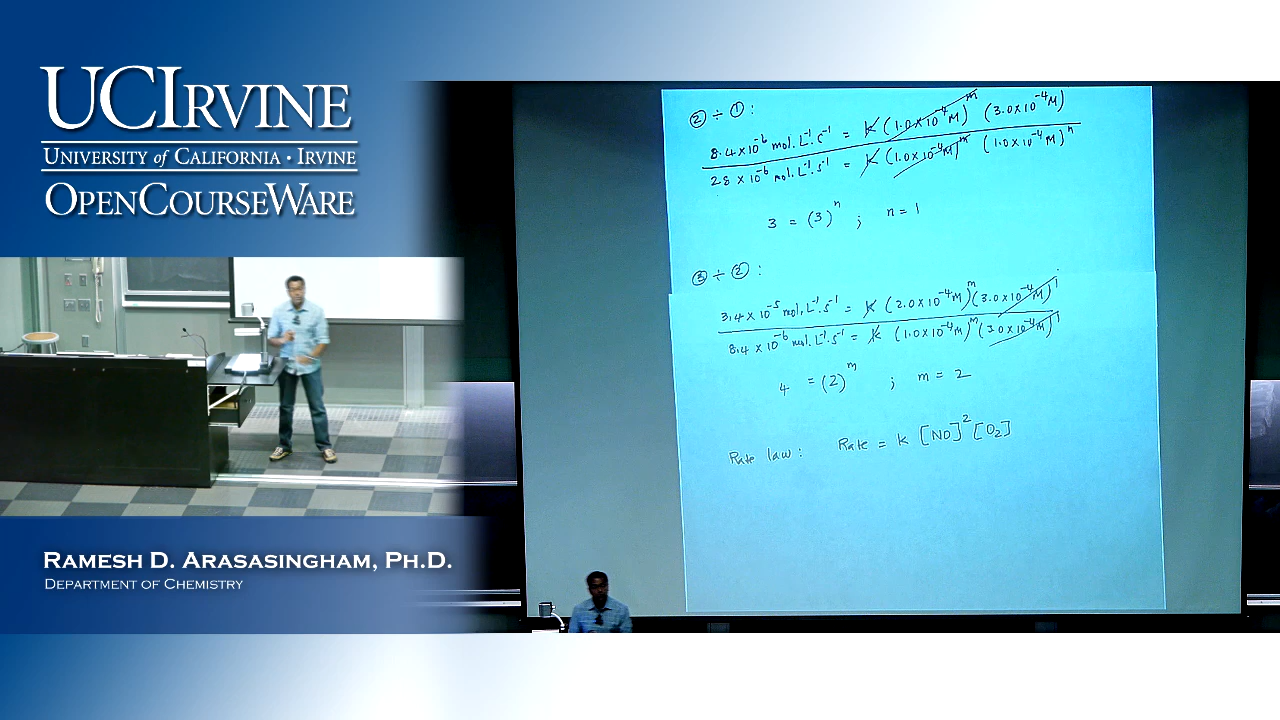 UCIRVINE
UNIVERSITY of CALIFORNIA • IRVINE
OPENCOURSEWARE
RAMESH D. ARASASINGHAM, PH.D.
DEPARTMENT OF CHEMISTRY
② ÷ ① :
8.4 x 10⁻⁶ mol. L⁻¹. s⁻¹ = K (1.0 x 10⁻⁴ M)ᵐ (3.0 x 10⁻⁴ M)
28 x 10⁻⁶ mol. L⁻¹. s⁻¹ = K (1.0 x 10⁻⁴ M)ᵐ (1.0 x 10⁻⁴ M)ⁿ
3 = (3)ⁿ ; n = 1
③ ÷ ② :
3.4 x 10⁻⁵ mol. L⁻¹. s⁻¹ = K (2.0 x 10⁻⁴ M)ᵐ (3.0 x 10⁻⁴ M)¹
8.4 x 10⁻⁶ mol. L⁻¹. s⁻¹ = K (1.0 x 10⁻⁴ M)ᵐ (3.0 x 10⁻⁴ M)¹
4 = (2)ᵐ ; m = 2
Rate law : Rate = K [NO]² [O₂]